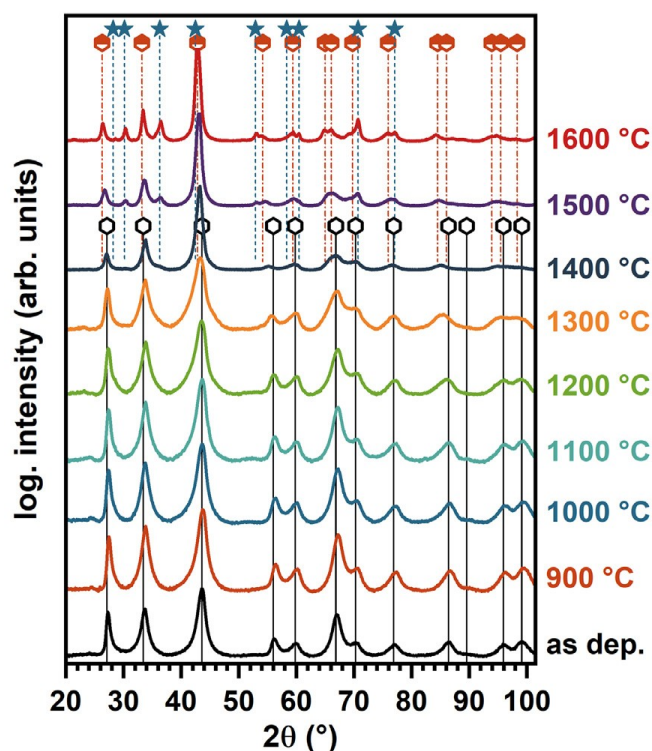 1600 °C
1500 °C
1400 °C
1300 °C
1200 °C
1100 °C
1000 °C
900 °C
as dep.
log. intensity (arb. units)
20 30 40 50 60 70 80 90 100
2θ (°)